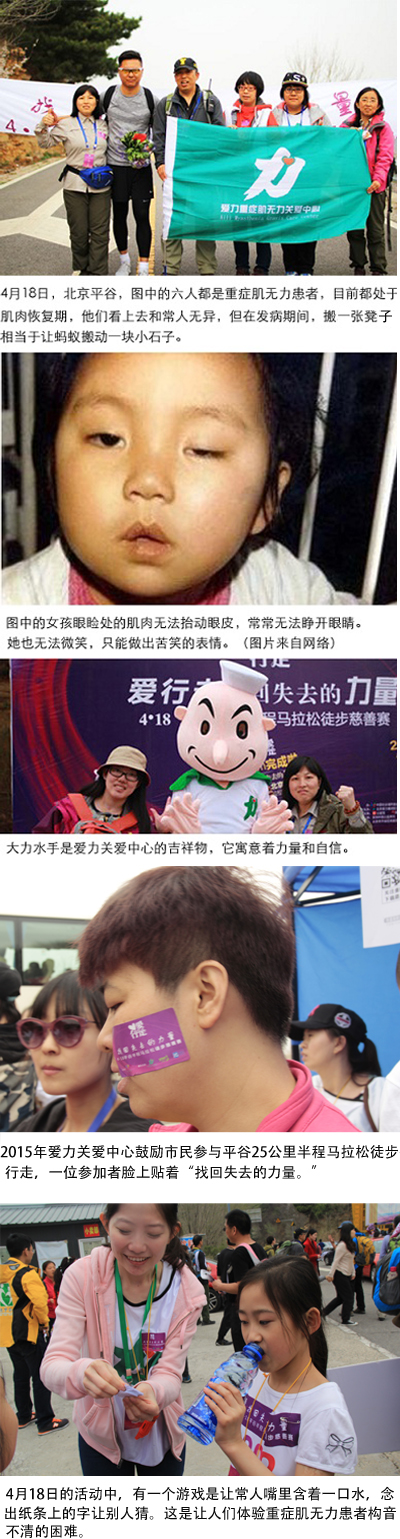 4.
量
力
爱力重症肌无力关爱中心
4月18日，北京平谷，图中的六人都是重症肌无力患者，目前都处于
肌肉恢复期，他们看上去和常人无异，但在发病期间，搬一张凳子
相当于让蚂蚁搬动一块小石子。
图中的女孩眼睑处的肌肉无法抬动眼皮，常常无法睁开眼睛。
她也无法微笑，只能做出苦笑的表情。（图片来自网络）
行走
爱行走 找回失去的力量
4·18 程马拉松徒步慈善赛
力
大力水手是爱力关爱中心的吉祥物，它寓意着力量和自信。
找回失去的力量
2015年爱力关爱中心鼓励市民参与平谷25公里半程马拉松徒步
行走，一位参加者脸上贴着“找回失去的力量。”
4月18日的活动中，有一个游戏是让常人嘴里含着一口水，念
出纸条上的字让别人猜。这是让人们体验重症肌无力患者构音
不清的困难。